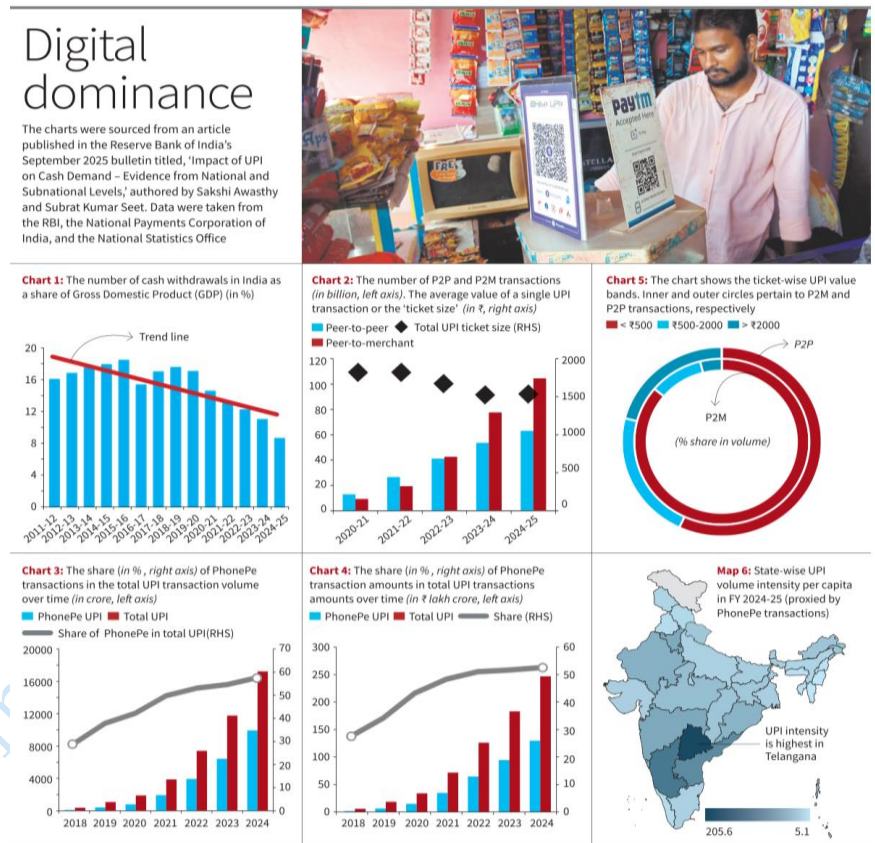 Digital
dominance
The charts were sourced from an article
published in the Reserve Bank of India's
September 2025 bulletin titled, 'Impact of UPI
on Cash Demand – Evidence from National and
Subnational Levels,' authored by Sakshi Awasthy
and Subrat Kumar Seet. Data were taken from
the RBI, the National Payments Corporation of
India, and the National Statistics Office
paytm
Accepted Here
FREE
Chart 1: The number of cash withdrawals in India as
a share of Gross Domestic Product (GDP) (in %)
Trend line
20
16
12
8
4
0
2011-12
2012-13
2013-14
2014-15
2015-16
2016-17
2017-18
2018-19
2019-20
2020-21
2021-22
2022-23
2023-24
2024-25
Chart 2: The number of P2P and P2M transactions
(in billion, left axis). The average value of a single UPI
transaction or the 'ticket size' (in ₹, right axis)
Peer-to-peer
Total UPI ticket size (RHS)
Peer-to-merchant
120
100
80
60
40
20
0
2000
1500
1000
500
0
2020-21
2021-22
2022-23
2023-24
2024-25
Chart 5: The chart shows the ticket-wise UPI value
bands. Inner and outer circles pertain to P2M and
P2P transactions, respectively
< ₹500 ₹500-2000 > ₹2000
P2P
P2M
(% share in volume)
Chart 3: The share (in % , right axis) of PhonePe
transactions in the total UPI transaction volume
over time (in crore, left axis)
PhonePe UPI Total UPI
Share of PhonePe in total UPI(RHS)
20000
16000
12000
8000
4000
0
70
60
50
40
30
20
10
0
2018 2019 2020 2021 2022 2023 2024
Chart 4: The share (in % , right axis) of PhonePe
transaction amounts in total UPI transactions
amounts over time (in ₹ lakh crore, left axis)
PhonePe UPI Total UPI Share (RHS)
300
250
200
150
100
50
0
60
50
40
30
20
10
0
2018 2019 2020 2021 2022 2023 2024
Map 6: State-wise UPI
volume intensity per capita
in FY 2024-25 (proxied by
PhonePe transactions)
UPI intensity
is highest in
Telangana
205.6 5.1